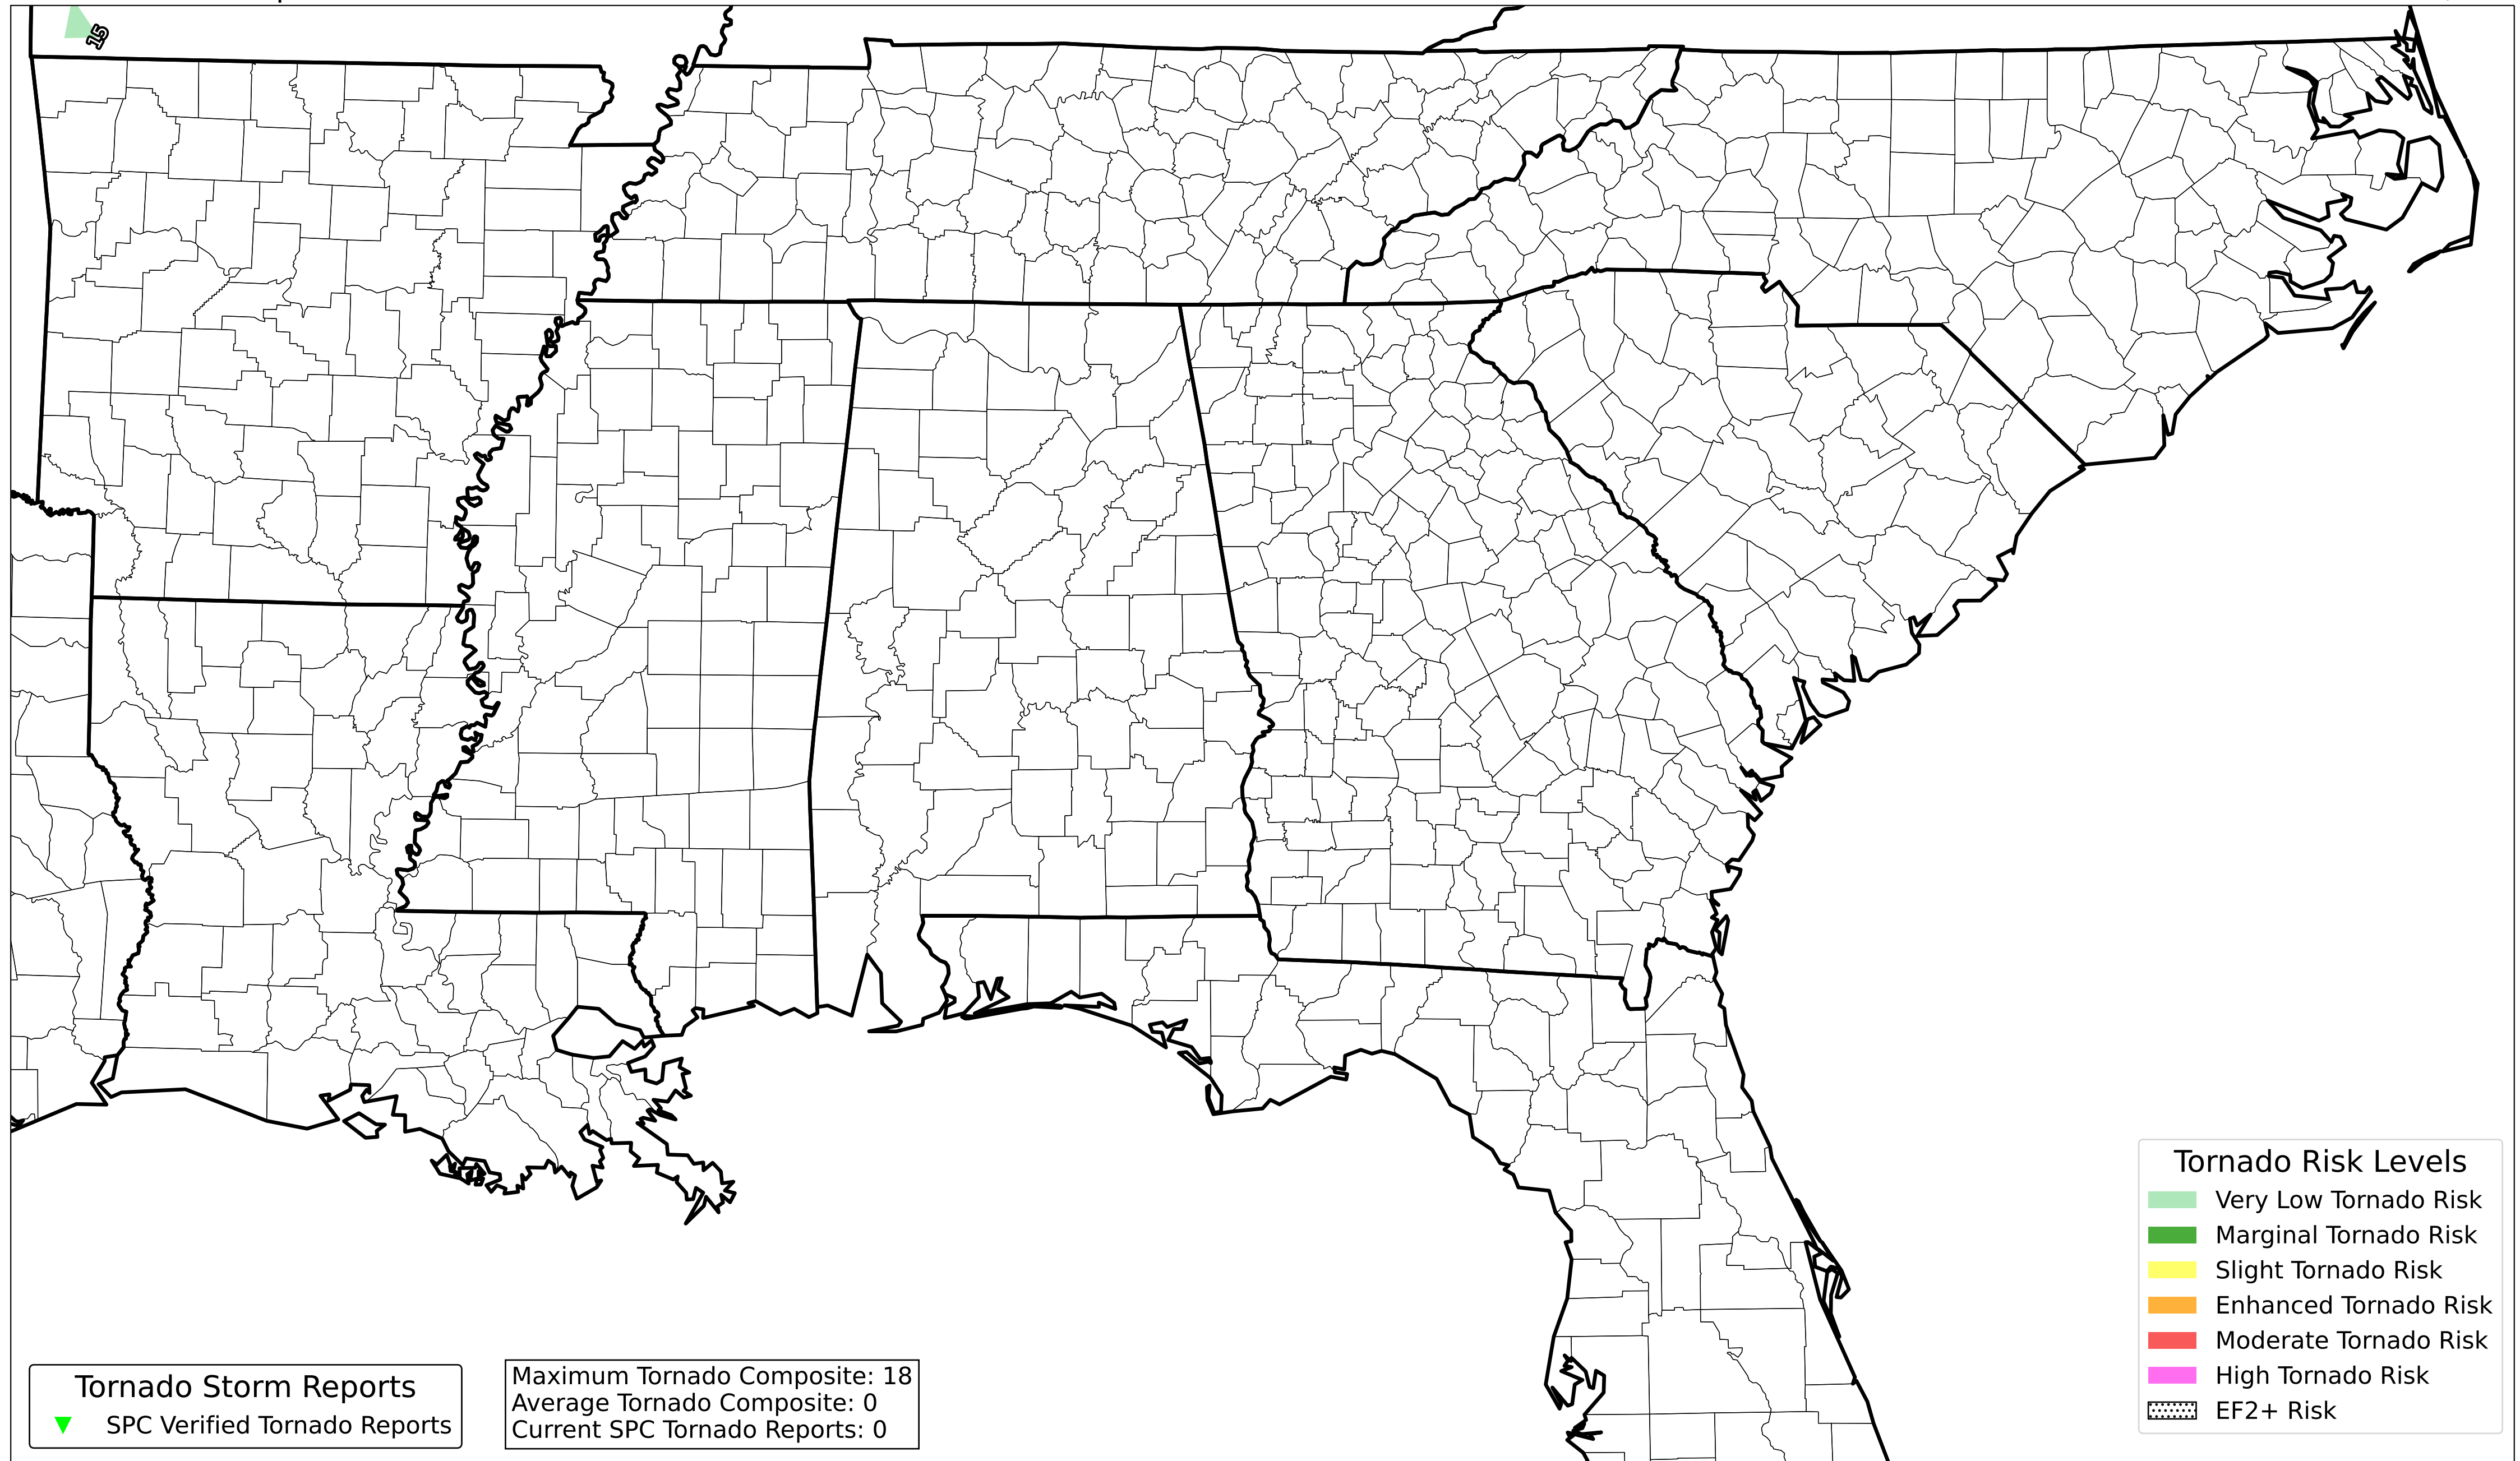 15
Tornado Risk Levels
Very Low Tornado Risk
Marginal Tornado Risk
Slight Tornado Risk
Enhanced Tornado Risk
Moderate Tornado Risk
High Tornado Risk
EF2+ Risk
Tornado Storm Reports
SPC Verified Tornado Reports
Maximum Tornado Composite: 18
Average Tornado Composite: 0
Current SPC Tornado Reports: 0